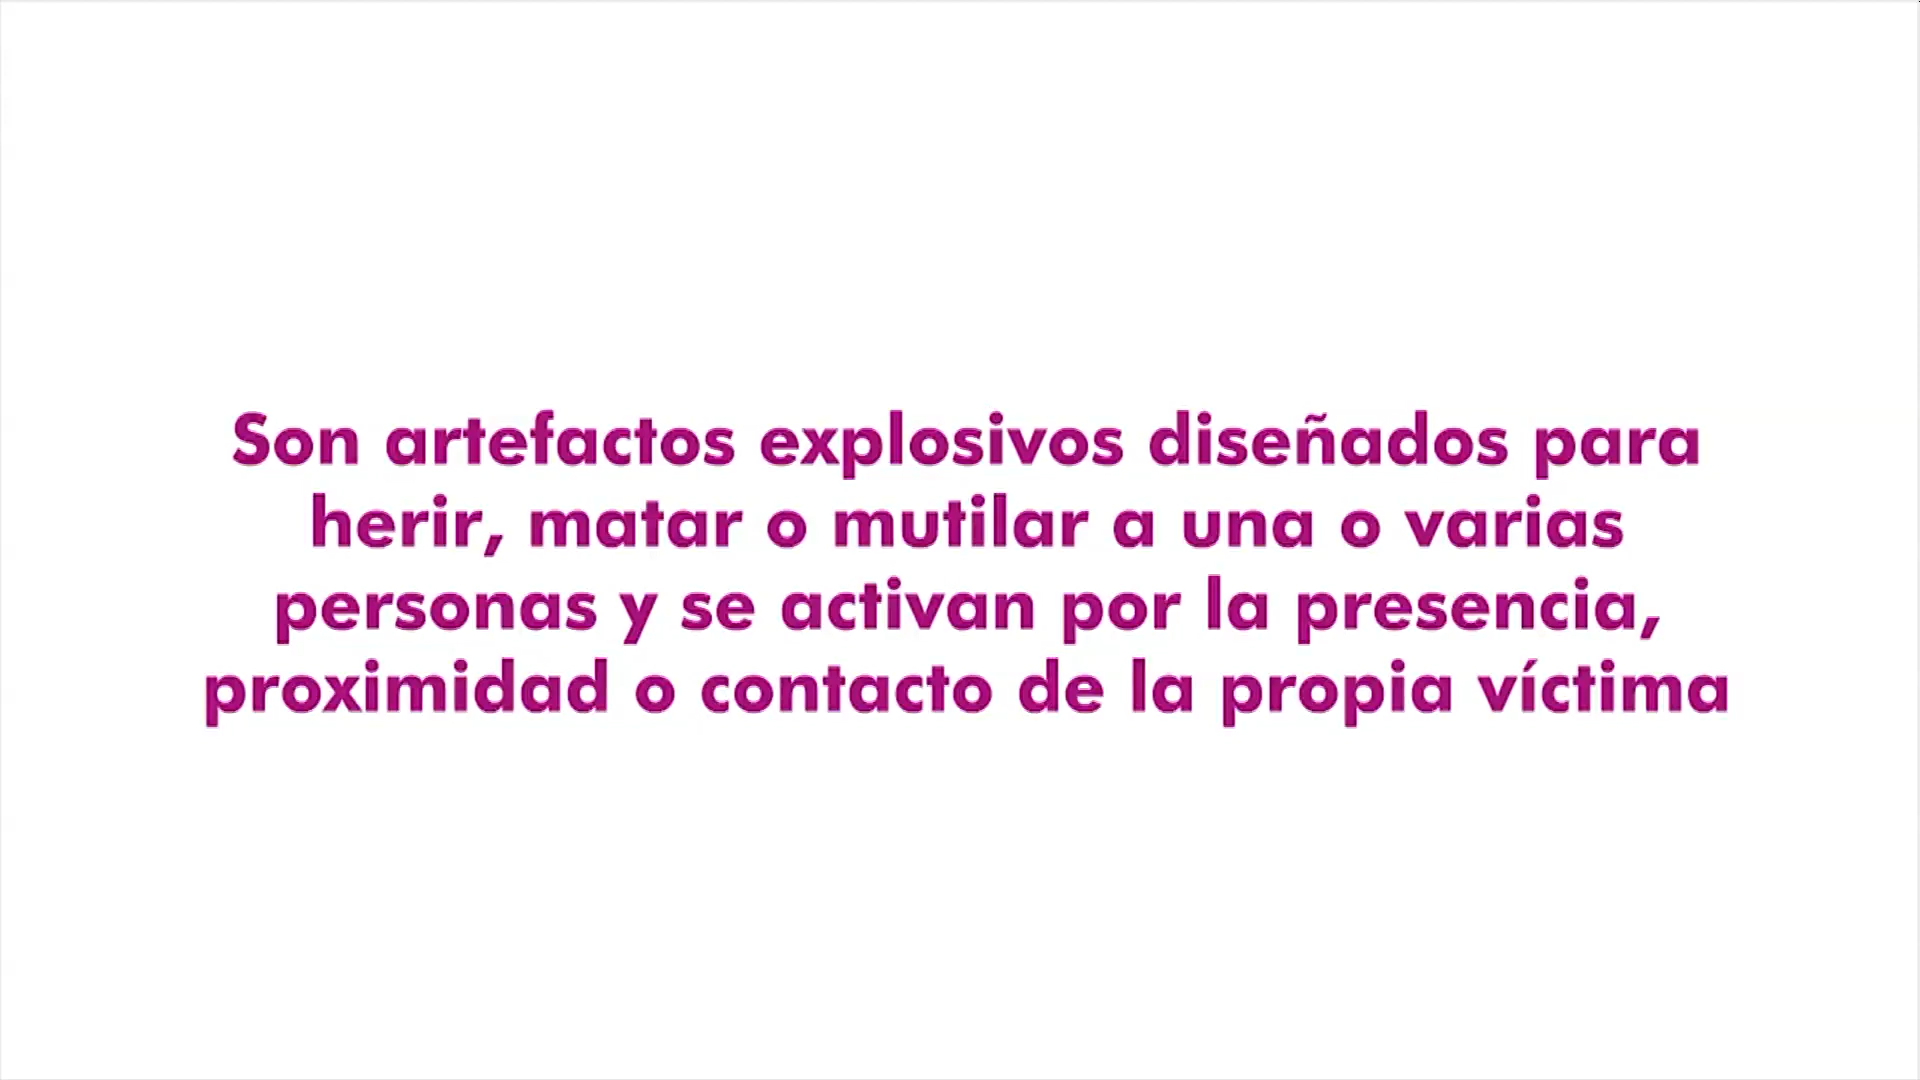 Son artefactos explosivos diseñados para
herir, matar o mutilar a una o varias
personas y se activan por la presencia,
proximidad o contacto de la propia víctima